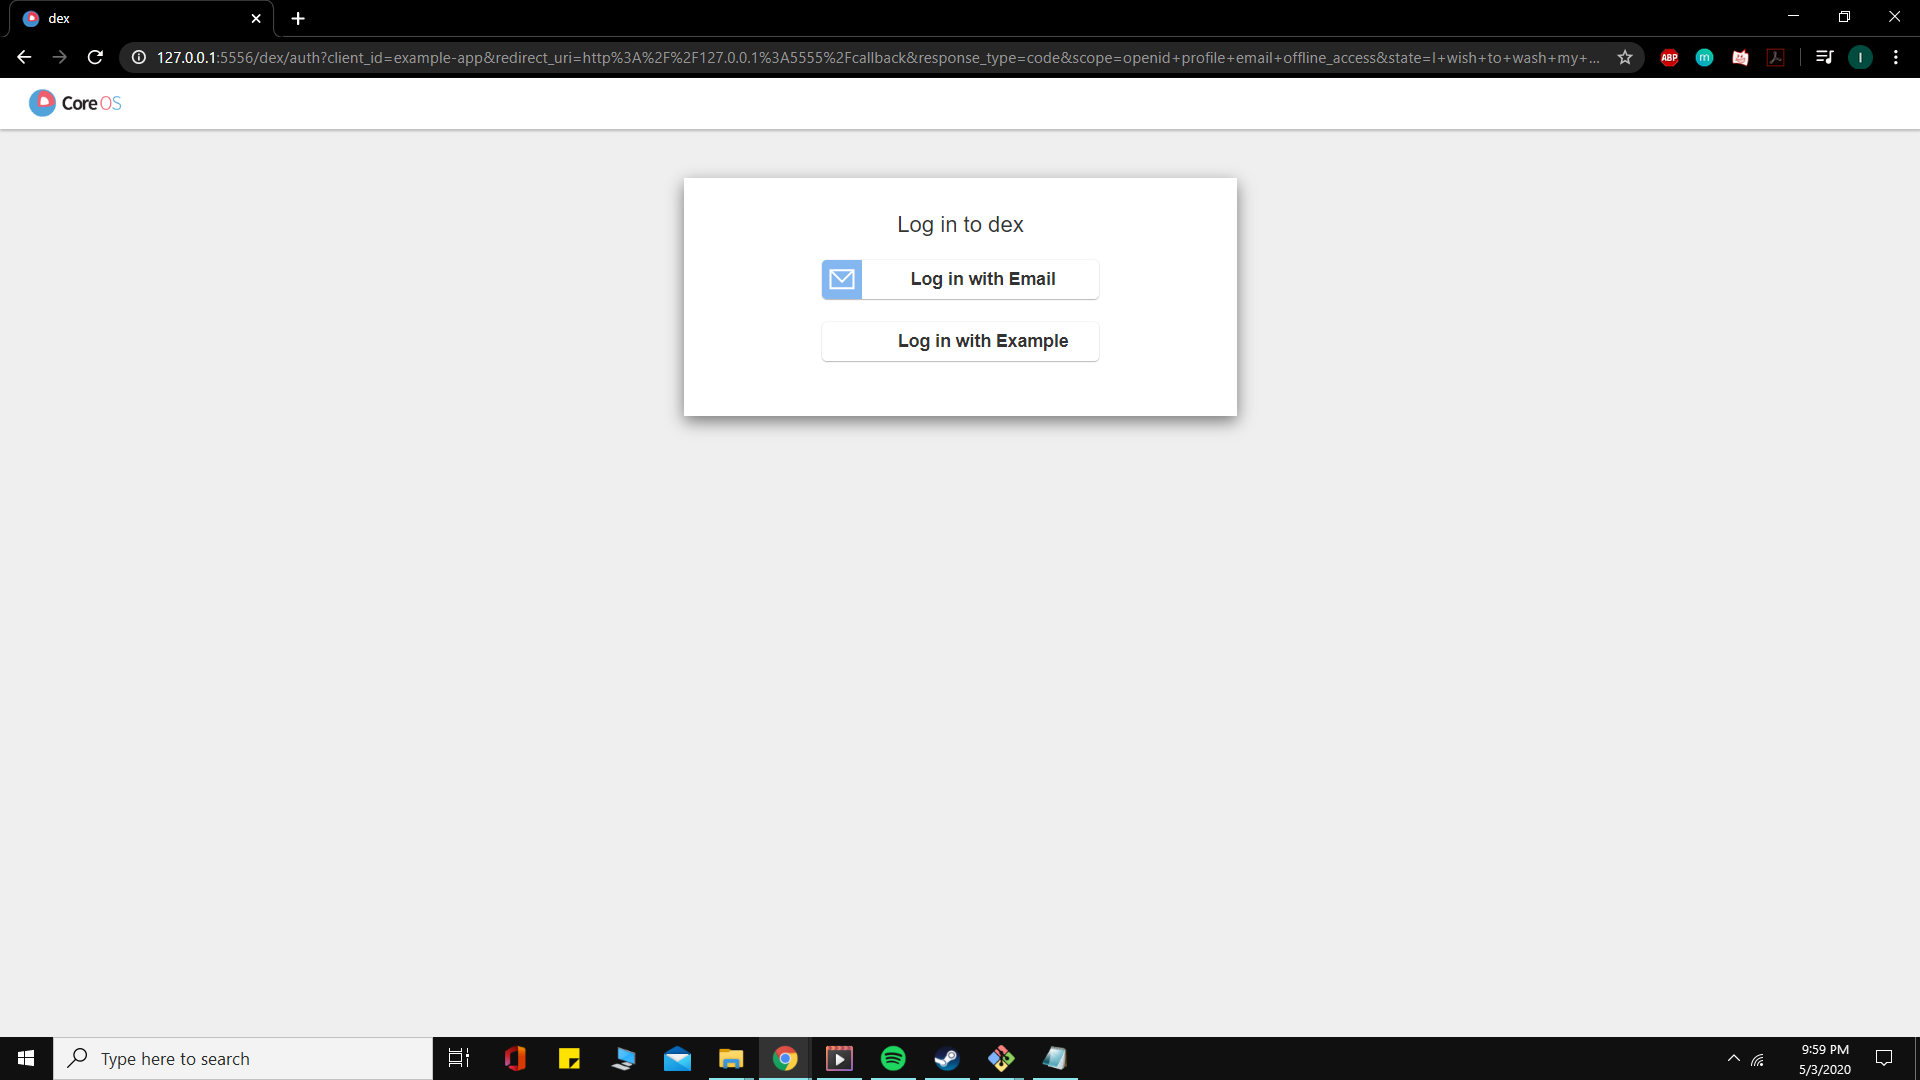 dex
127.0.0.1:5556/dex/auth?client_id=example-app&redirect_uri=http%3A%2F%2F127.0.0.1%3A5555%2Fcallback&response_type=code&scope=openid+profile+email+offline_access&state=I+wish+to+wash+my+...
ABP
m
I
CoreOS
Log in to dex
Log in with Email
Log in with Example
Type here to search
9:59 PM
5/3/2020